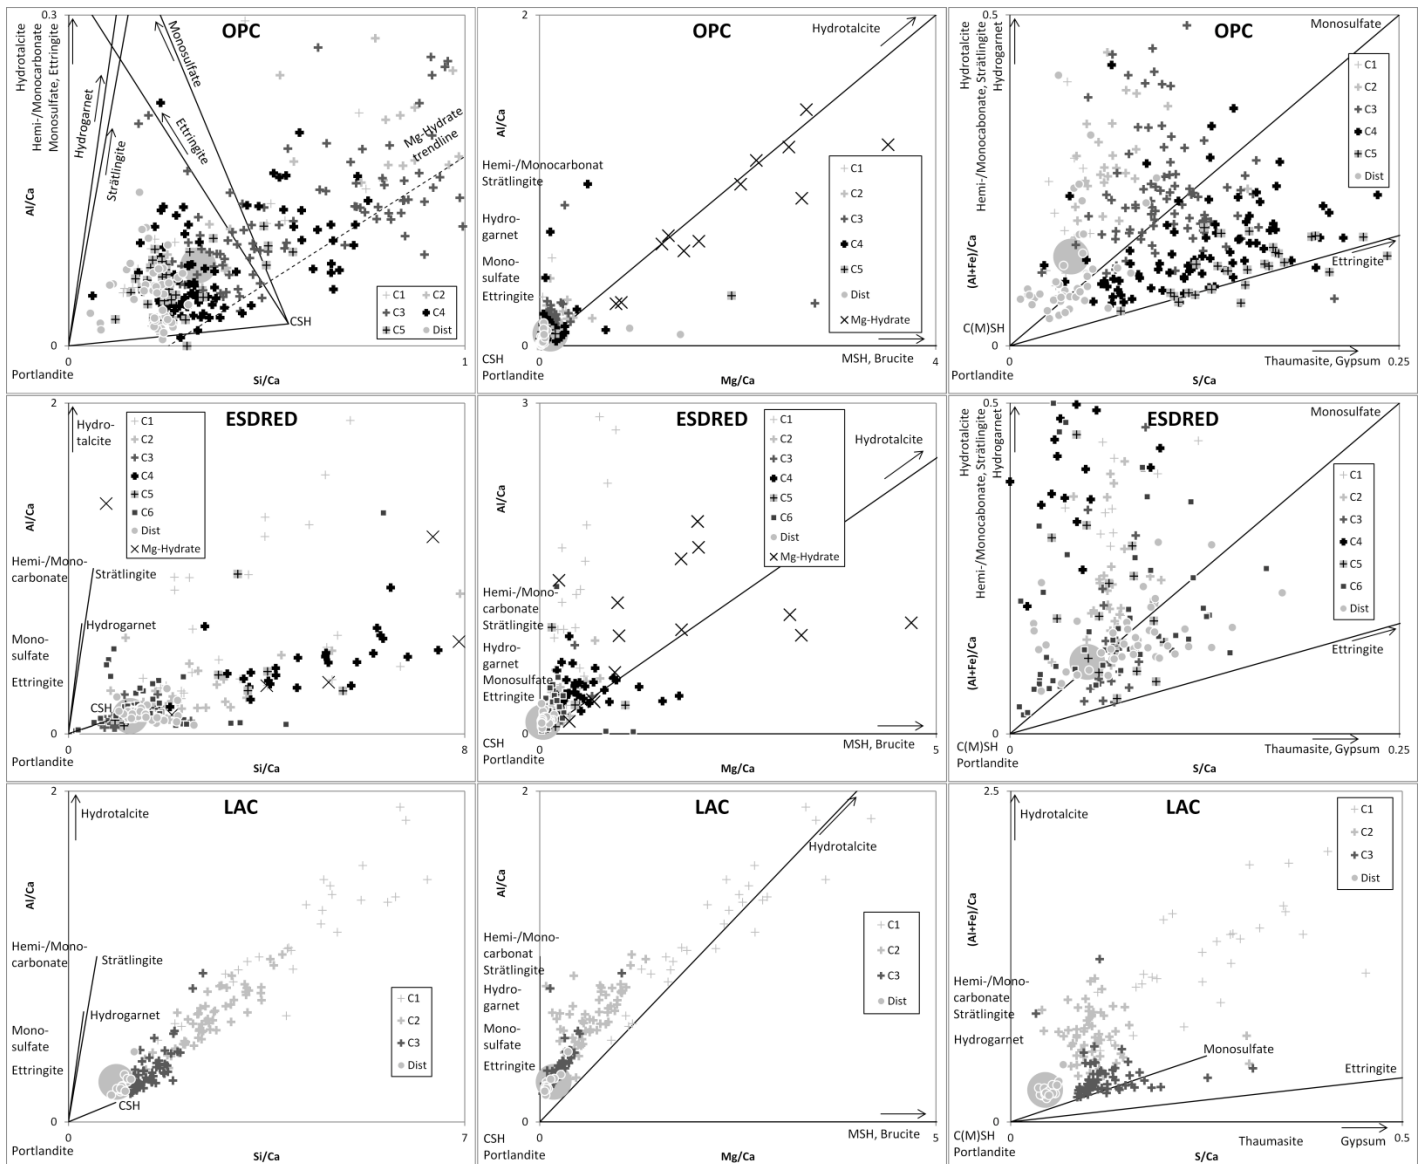 OPC
0.3
Hydrotalcite
Hemi-/Monocarbonate
Monosulfate, Ettringite
Al/Ca
Hydrogarnet
Strätlingite
Ettringite
Monosulfate
Mg-Hydrate
trendline
CSH
C1 C2
C3 C4
C5 Dist
0
0
1
Portlandite
Si/Ca
OPC
2
Hydrotalcite
Al/Ca
Hemi-/Monocarbonat
Strätlingite
Hydro-
garnet
Mono-
sulfate
Ettringite
C1
C2
C3
C4
C5
Dist
Mg-Hydrate
0
MSH, Brucite
CSH
0
4
Portlandite
Mg/Ca
OPC
0.5
Monosulfate
Hydrotalcite
Hemi-/Monocabonate, Strätlingite
Hydrogarnet
(Al+Fe)/Ca
C1
C2
C3
C4
C5
Dist
Ettringite
C(M)SH
0
Thaumasite, Gypsum
0
0.25
Portlandite
S/Ca
ESDRED
2
Hydro-
talcite
Al/Ca
C1
C2
C3
C4
C5
C6
Dist
Mg-Hydrate
Hemi-/Mono-
carbonate
Strätlingite
Hydrogarnet
Mono-
sulfate
Ettringite
CSH
0
0
8
Portlandite
Si/Ca
ESDRED
3
Hydrotalcite
Al/Ca
C1
C2
C3
C4
C5
C6
Dist
Mg-Hydrate
Hemi-/Mono-
carbonate
Strätlingite
Hydro-
garnet
Monosulfate
Ettringite
0
MSH, Brucite
CSH
0
5
Portlandite
Mg/Ca
ESDRED
0.5
Monosulfate
Hydrotalcite
Hemi-/Monocabonate, Strätlingite
Hydrogarnet
(Al+Fe)/Ca
C1
C2
C3
C4
C5
C6
Dist
Ettringite
C(M)SH
0
Thaumasite, Gypsum
0
0.25
Portlandite
S/Ca
LAC
2
Hydrotalcite
Al/Ca
Hemi-/Mono-
carbonate
Strätlingite
Hydrogarnet
Mono-
sulfate
Ettringite
CSH
C1
C2
C3
Dist
0
0
7
Portlandite
Si/Ca
LAC
2
Hydrotalcite
Al/Ca
Hemi-/Mono-
carbonat
Strätlingite
Hydro-
garnet
Mono-
sulfate
Ettringite
C1
C2
C3
Dist
0
MSH, Brucite
CSH
0
5
Portlandite
Mg/Ca
LAC
2.5
Hydrotalcite
(Al+Fe)/Ca
C1
C2
C3
Dist
Hemi-/Mono-
carbonate
Strätlingite
Hydrogarnet
Monosulfate
Ettringite
0
C(M)SH
Thaumasite
Gypsum
0
0.5
Portlandite
S/Ca